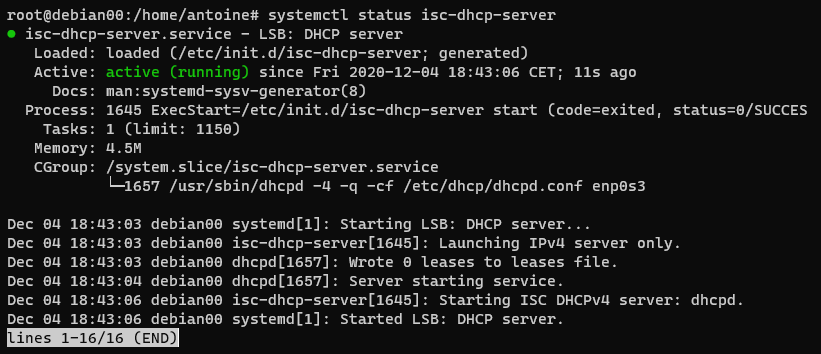 root@debian00:/home/antoine# systemctl status isc-dhcp-server
● isc-dhcp-server.service - LSB: DHCP server
   Loaded: loaded (/etc/init.d/isc-dhcp-server; generated)
   Active: active (running) since Fri 2020-12-04 18:43:06 CET; 11s ago
     Docs: man:systemd-sysv-generator(8)
  Process: 1645 ExecStart=/etc/init.d/isc-dhcp-server start (code=exited, status=0/SUCCES
    Tasks: 1 (limit: 1150)
   Memory: 4.5M
   CGroup: /system.slice/isc-dhcp-server.service
           └─1657 /usr/sbin/dhcpd -4 -q -cf /etc/dhcp/dhcpd.conf enp0s3

Dec 04 18:43:03 debian00 systemd[1]: Starting LSB: DHCP server...
Dec 04 18:43:03 debian00 isc-dhcp-server[1645]: Launching IPv4 server only.
Dec 04 18:43:03 debian00 dhcpd[1657]: Wrote 0 leases to leases file.
Dec 04 18:43:04 debian00 dhcpd[1657]: Server starting service.
Dec 04 18:43:06 debian00 isc-dhcp-server[1645]: Starting ISC DHCPv4 server: dhcpd.
Dec 04 18:43:06 debian00 systemd[1]: Started LSB: DHCP server.
lines 1-16/16 (END)